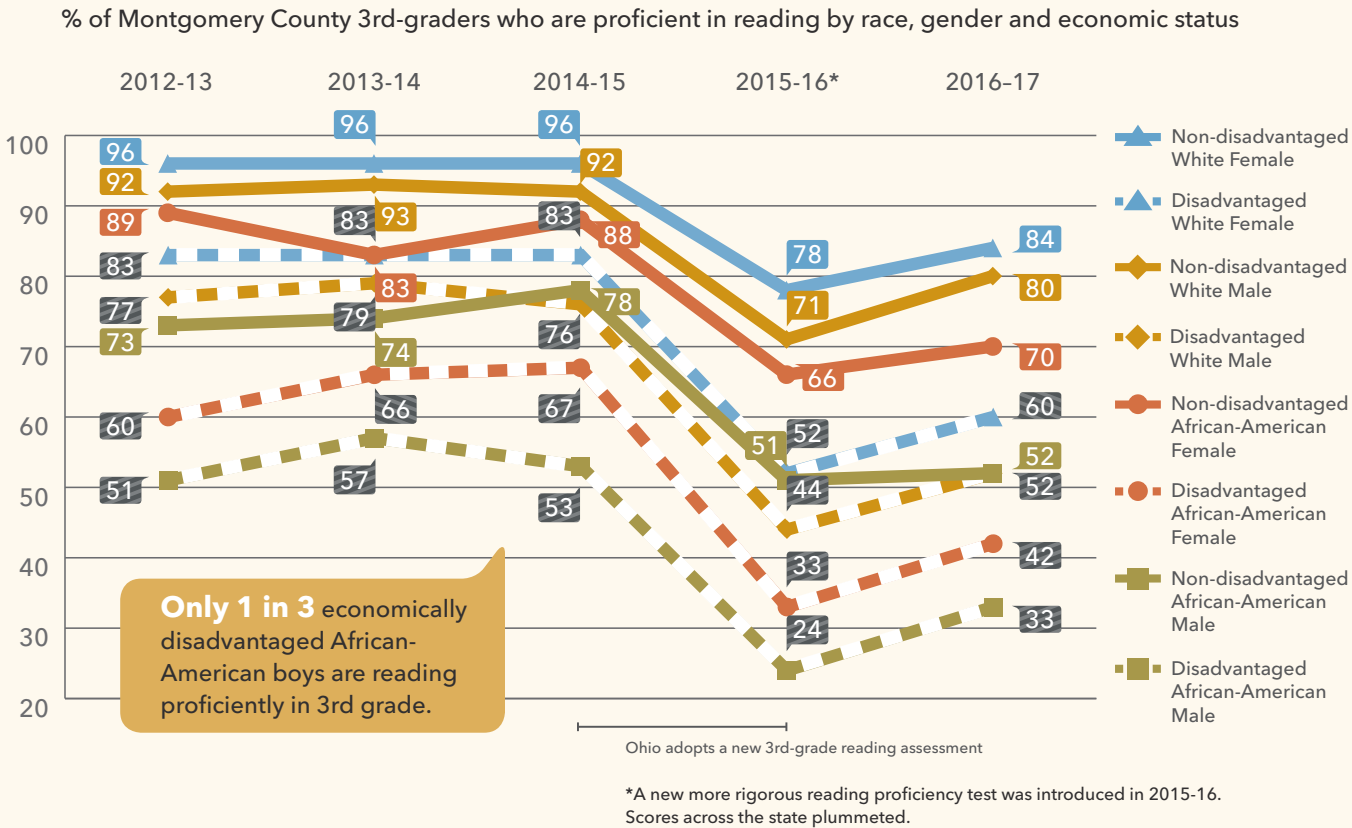 % of Montgomery County 3rd-graders who are proficient in reading by race, gender and economic status
2012-13 2013-14 2014-15 2015-16* 2016–17
100
90
80
70
60
50
40
30
20
96 92 89 83 77 73 60 51
96 83 93 83 79 74 66 57
96 92 83 88 78 76 67 53
78 71 66 51 52 44 33 24
84 80 70 60 52 52 42 33
Non-disadvantaged
White Female
Disadvantaged
White Female
Non-disadvantaged
White Male
Disadvantaged
White Male
Non-disadvantaged
African-American
Female
Disadvantaged
African-American
Female
Non-disadvantaged
African-American
Male
Disadvantaged
African-American
Male
Only 1 in 3 economically
disadvantaged African-
American boys are reading
proficiently in 3rd grade.
Ohio adopts a new 3rd-grade reading assessment
*A new more rigorous reading proficiency test was introduced in 2015-16.
Scores across the state plummeted.